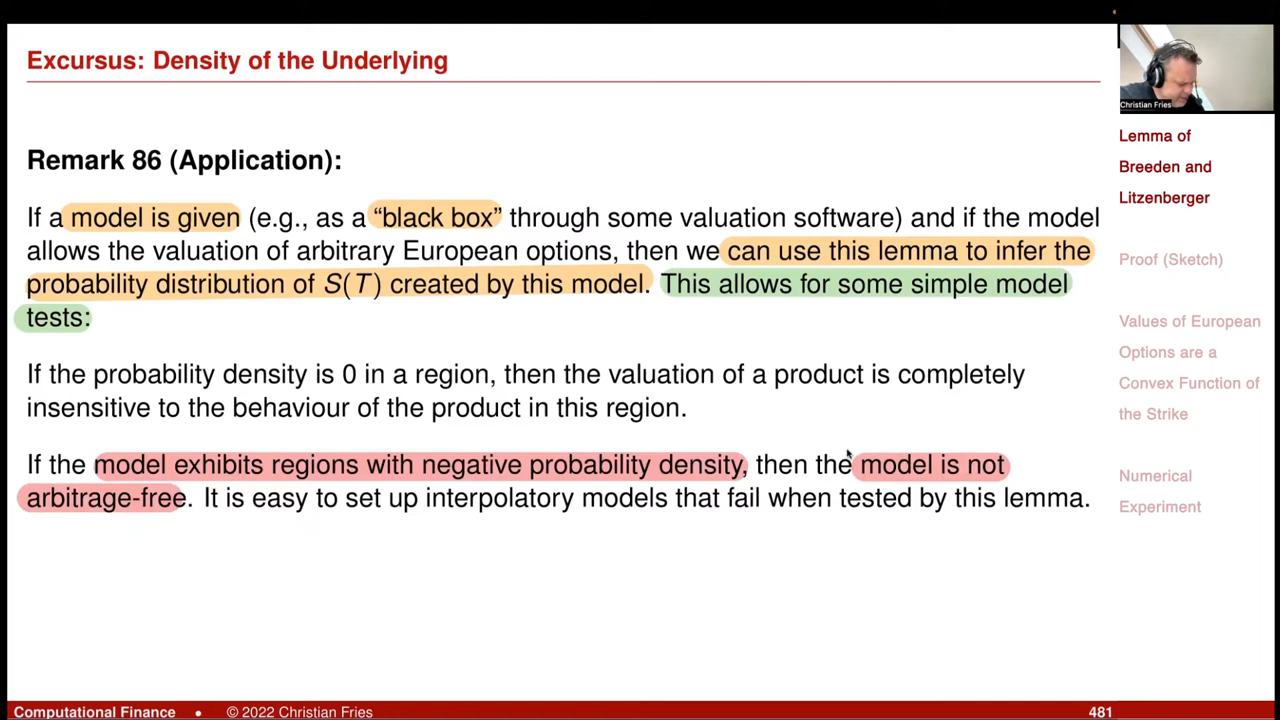 Excursus: Density of the Underlying
Christian Fries
Remark 86 (Application):
If a model is given (e.g., as a “black box” through some valuation software) and if the model
allows the valuation of arbitrary European options, then we can use this lemma to infer the
probability distribution of S(T) created by this model. This allows for some simple model
tests:
If the probability density is 0 in a region, then the valuation of a product is completely
insensitive to the behaviour of the product in this region.
If the model exhibits regions with negative probability density, then the model is not
arbitrage-free. It is easy to set up interpolatory models that fail when tested by this lemma.
Lemma of
Breeden and
Litzenberger
Proof (Sketch)
Values of European
Options are a
Convex Function of
the Strike
Numerical
Experiment
Computational Finance • © 2022 Christian Fries 481